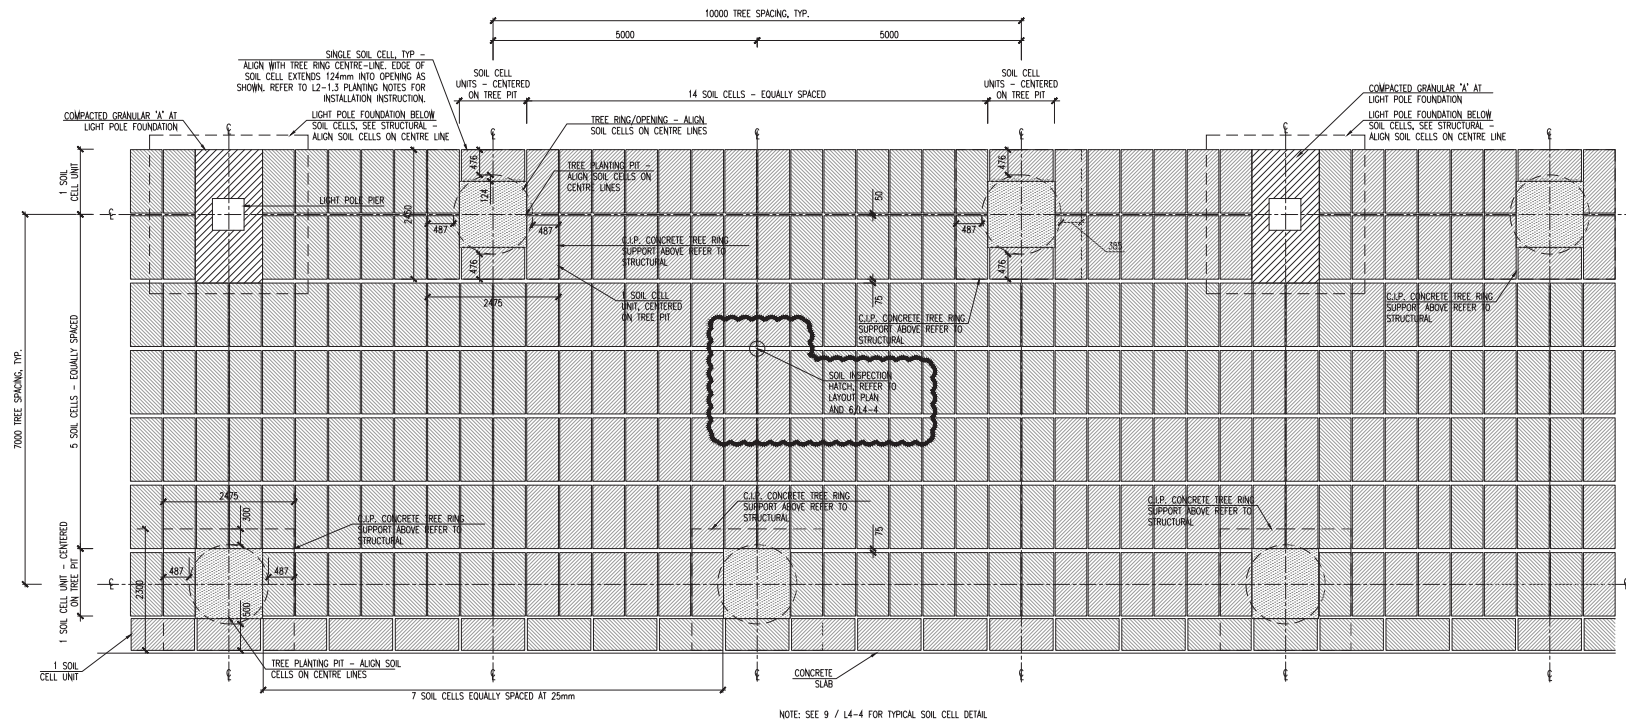 10000 TREE SPACING, TYP.
5000
5000
SINGLE SOIL CELL, TYP -
ALIGN WITH TREE RING CENTRE-LINE. EDGE OF
SOIL CELL EXTENDS 124mm INTO OPENING AS
SHOWN. REFER TO L2-1.3 PLANTING NOTES FOR
INSTALLATION INSTRUCTION.
SOIL CELL
UNITS - CENTERED
ON TREE PIT
14 SOIL CELLS - EQUALLY SPACED
SOIL CELL
UNITS - CENTERED
ON TREE PIT
COMPACTED GRANULAR 'A' AT
LIGHT POLE FOUNDATION
LIGHT POLE FOUNDATION BELOW
SOIL CELLS, SEE STRUCTURAL -
ALIGN SOIL CELLS ON CENTRE LINE
TREE RING/OPENING - ALIGN
SOIL CELLS ON CENTRE LINES
COMPACTED GRANULAR 'A' AT
LIGHT POLE FOUNDATION
LIGHT POLE FOUNDATION BELOW
SOIL CELLS, SEE STRUCTURAL -
ALIGN SOIL CELLS ON CENTRE LINE
1 SOIL
CELL UNIT
476
124
TREE PLANTING PIT -
ALIGN SOIL CELLS ON
CENTRE LINES
476
50
LIGHT POLE PIER
2450
487
487
487
385
C.I.P. CONCRETE TREE RING
SUPPORT ABOVE REFER TO
STRUCTURAL
476
476
75
2475
1 SOIL CELL
UNIT, CENTERED
ON TREE PIT
C.I.P. CONCRETE TREE RING
SUPPORT ABOVE REFER TO
STRUCTURAL
C.I.P. CONCRETE TREE RING
SUPPORT ABOVE REFER TO
STRUCTURAL
7000 TREE SPACING, TYP.
5 SOIL CELLS - EQUALLY SPACED
SOIL INSPECTION
HATCH, REFER TO
LAYOUT PLAN
AND 6/L4-4
2475
300
C.I.P. CONCRETE TREE RING
SUPPORT ABOVE REFER TO
STRUCTURAL
C.I.P. CONCRETE TREE RING
SUPPORT ABOVE REFER TO
STRUCTURAL
75
C.I.P. CONCRETE TREE RING
SUPPORT ABOVE REFER TO
STRUCTURAL
1 SOIL CELL UNIT - CENTERED
ON TREE PIT
2300
487
487
500
1 SOIL
CELL UNIT
TREE PLANTING PIT - ALIGN SOIL
CELLS ON CENTRE LINES
CONCRETE
SLAB
7 SOIL CELLS EQUALLY SPACED AT 25mm
NOTE: SEE 9 / L4-4 FOR TYPICAL SOIL CELL DETAIL